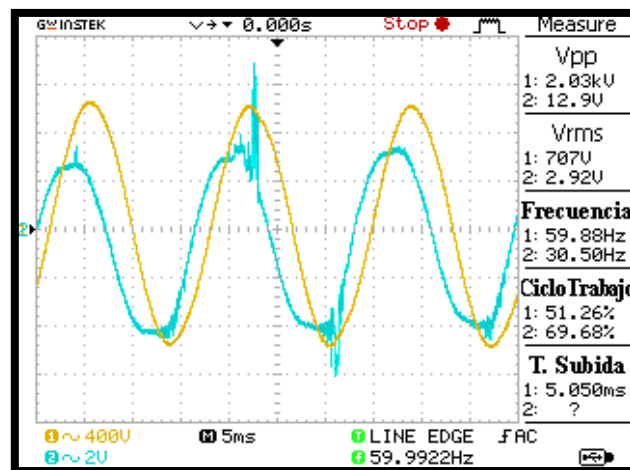 GWINSTEK 0.000s Stop Measure
Vpp
1: 2.03kV
2: 12.9V
Vrms
1: 707V
2: 2.92V
Frecuencia
1: 59.88Hz
2: 30.50Hz
CicloTrabajo
1: 51.26%
2: 69.68%
T. Subida
1: 5.050ms
2: ?
1 ~ 400V M 5ms T LINE EDGE AC
2 ~ 2V f 59.9922Hz